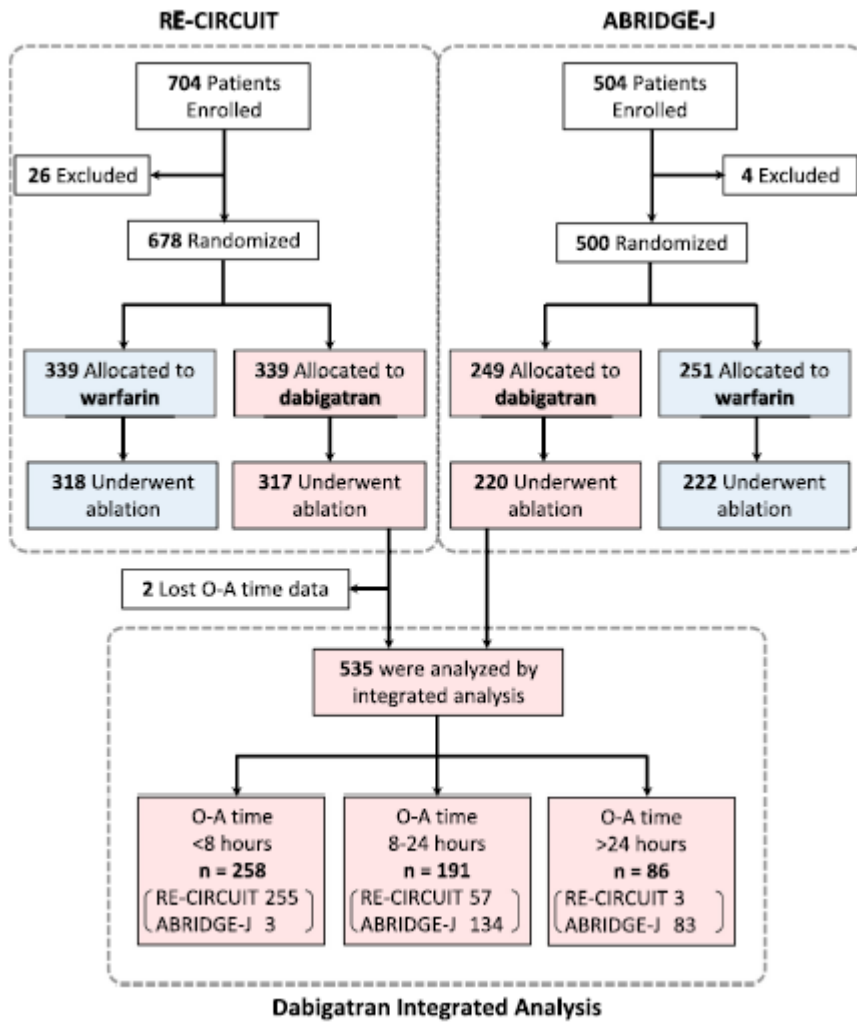 RE-CIRCUIT
704 Patients
Enrolled
26 Excluded
678 Randomized
339 Allocated to
warfarin
339 Allocated to
dabigatran
318 Underwent
ablation
317 Underwent
ablation
ABRIDGE-J
504 Patients
Enrolled
4 Excluded
500 Randomized
249 Allocated to
dabigatran
251 Allocated to
warfarin
220 Underwent
ablation
222 Underwent
ablation
2 Lost O-A time data
535 were analyzed by
integrated analysis
O-A time
<8 hours
n = 258
RE-CIRCUIT 255
ABRIDGE-J 3
O-A time
8-24 hours
n = 191
RE-CIRCUIT 57
ABRIDGE-J 134
O-A time
>24 hours
n = 86
RE-CIRCUIT 3
ABRIDGE-J 83
Dabigatran Integrated Analysis